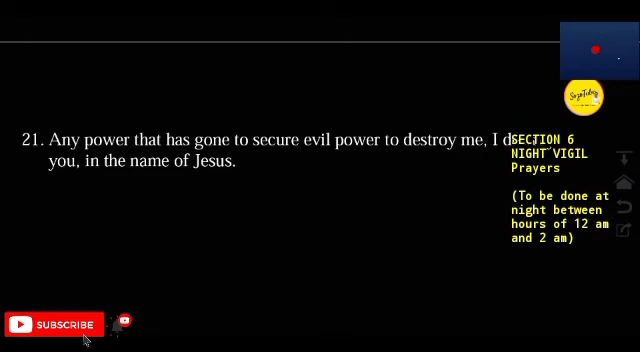 21. Any power that has gone to secure evil power to destroy me, I
you, in the name of Jesus.
SozoTube
SECTION 6
NIGHT VIGIL
Prayers
(To be done at
night between
hours of 12 am
and 2 am)
SUBSCRIBE